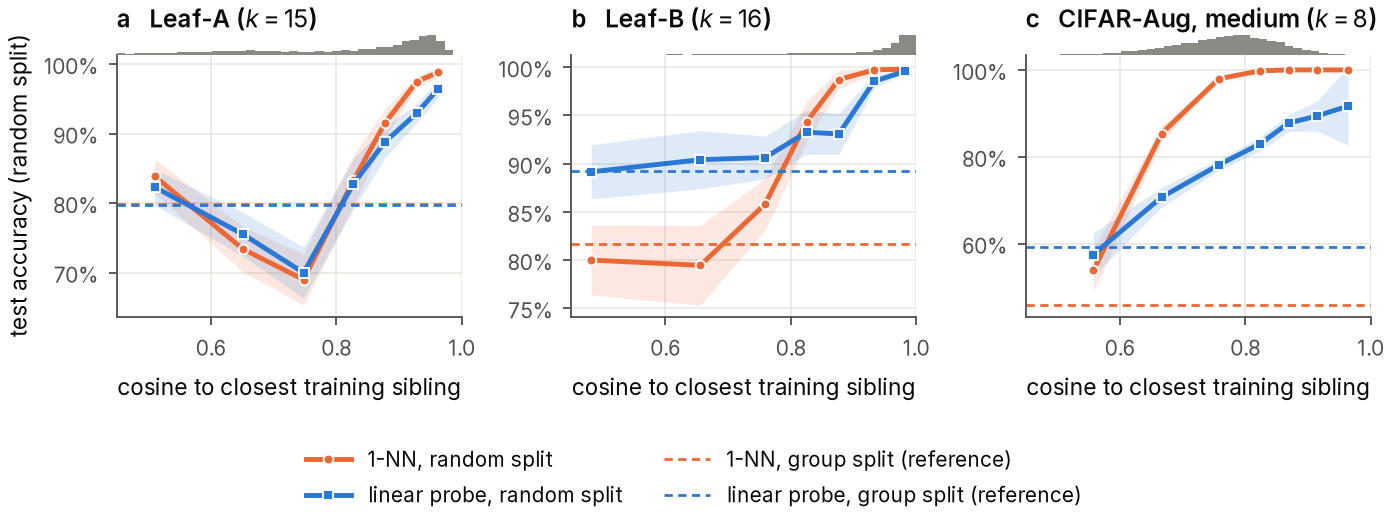 a Leaf-A (k = 15)
b Leaf-B (k = 16)
c CIFAR-Aug, medium (k = 8)
test accuracy (random split)
100%
90%
80%
70%
0.6
0.8
1.0
cosine to closest training sibling
100%
95%
90%
85%
80%
75%
0.6
0.8
1.0
cosine to closest training sibling
100%
80%
60%
0.6
0.8
1.0
cosine to closest training sibling
1-NN, random split
1-NN, group split (reference)
linear probe, random split
linear probe, group split (reference)